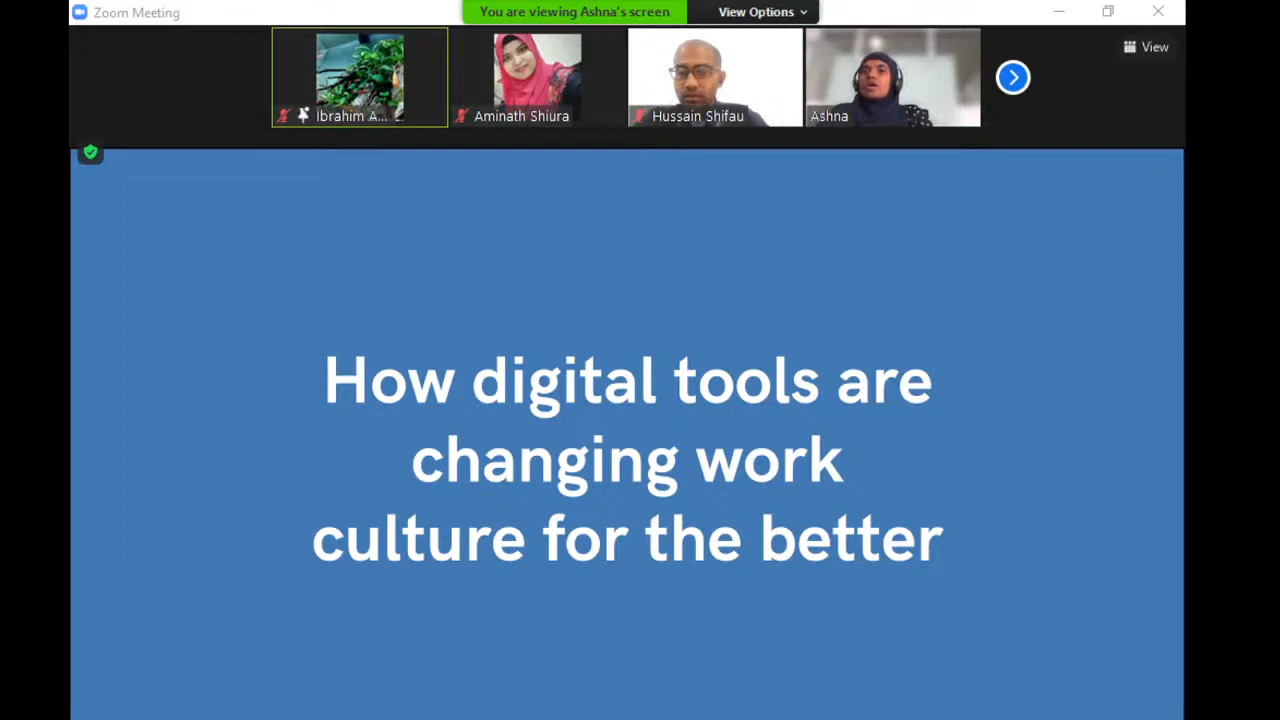 Zoom Meeting
You are viewing Ashna's screen
View Options
View
Ibrahim A...
Aminath Shiura
Hussain Shifau
Ashna
How digital tools are
changing work
culture for the better